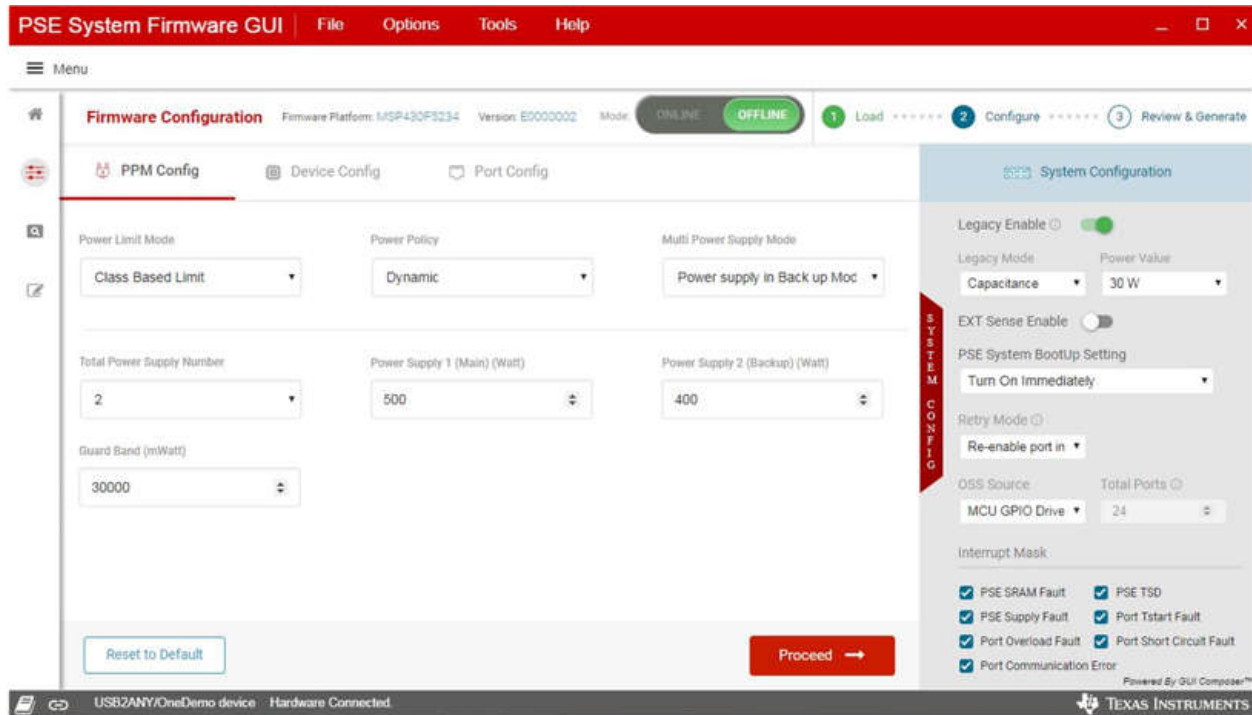 PSE System Firmware GUI File Options Tools Help
Menu
Firmware Configuration Firmware Platform: MSP430F5234 Version: E0000002 Mode: ONLINE OFFLINE 1 Load 2 Configure 3 Review & Generate
PPM Config Device Config Port Config
Power Limit Mode Power Policy Multi Power Supply Mode
Class Based Limit Dynamic Power supply in Back up Moc
Total Power Supply Number Power Supply 1 (Main) (Watt) Power Supply 2 (Backup) (Watt)
2 500 400
Guard Band (mWatt)
30000
Reset to Default Proceed
SYSTEM CONFIG
System Configuration
Legacy Enable
Legacy Mode Power Value
Capacitance 30 W
EXT Sense Enable
PSE System BootUp Setting
Turn On Immediately
Retry Mode
Re-enable port in
OSS Source Total Ports
MCU GPIO Drive 24
Interrupt Mask
PSE SRAM Fault PSE TSD
PSE Supply Fault Port Tstart Fault
Port Overload Fault Port Short Circuit Fault
Port Communication Error
Powered By GUI Composer™
USB2ANY/OneDemo device Hardware Connected. TEXAS INSTRUMENTS